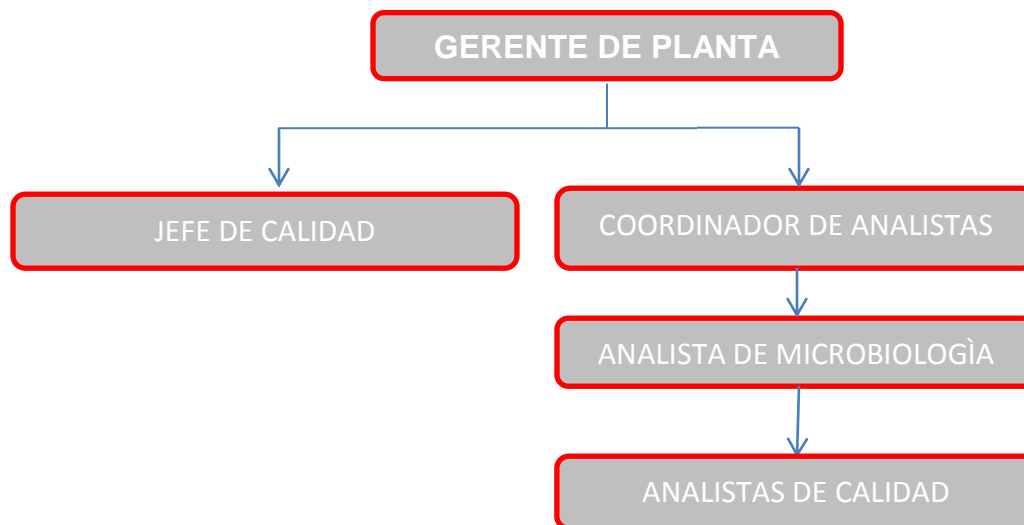 GERENTE DE PLANTA
JEFE DE CALIDAD
COORDINADOR DE ANALISTAS
ANALISTA DE MICROBIOLOGÌA
ANALISTAS DE CALIDAD